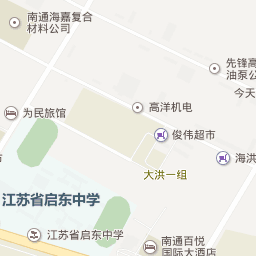 南通海嘉复合
材料公司
先锋高
油泵公
今天
高洋机电
为民旅馆
俊伟超市
海洪
大洪一组
江苏省启东中学
江苏省启东中学
南通百悦
国际大酒店